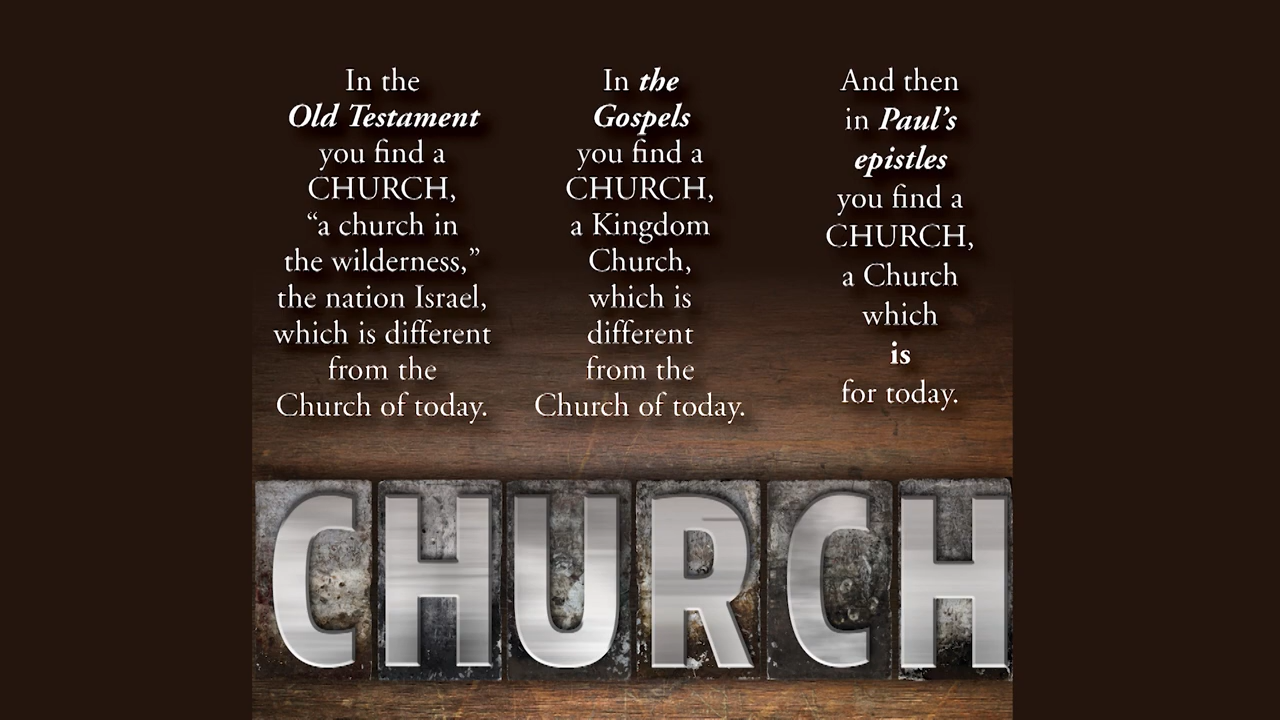 In the
Old Testament
you find a
CHURCH,
“a church in
the wilderness,”
the nation Israel,
which is different
from the
Church of today.
In the
Gospels
you find a
CHURCH,
a Kingdom
Church,
which is
different
from the
Church of today.
And then
in Paul’s
epistles
you find a
CHURCH,
a Church
which
is
for today.
CHURCH